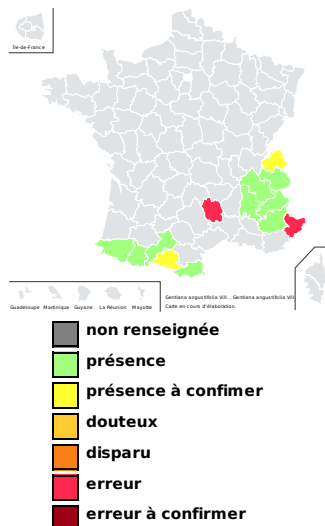 Île-de-France
Guadeloupe Martinique Guyane La Réunion Mayotte
Gentiana angustifolia Vill. , Gentiana angustifolia Vill.
Carte en cours d'élaboration.
non renseignée
présence
présence à confimer
douteux
disparu
erreur
erreur à confirmer